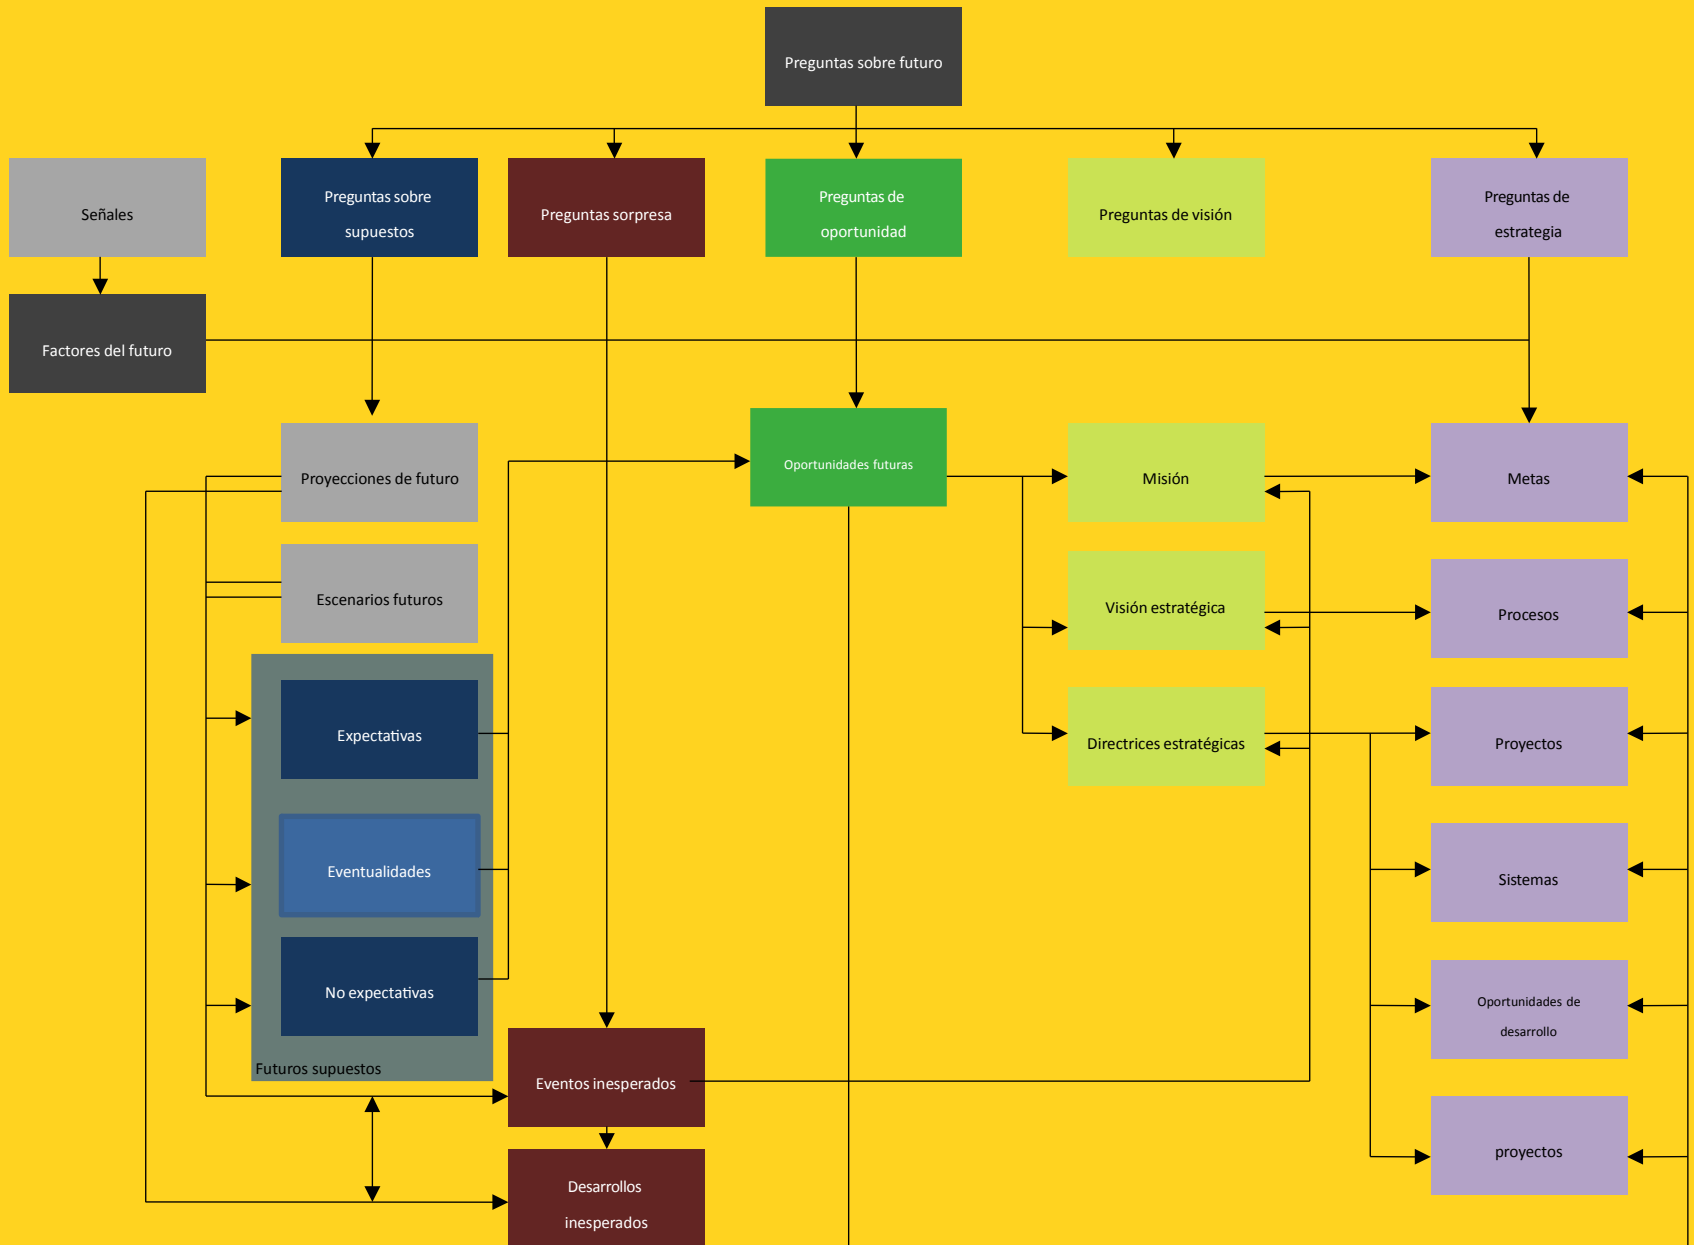 Preguntas sobre futuro
Señales
Preguntas sobre
supuestos
Preguntas sorpresa
Preguntas de
oportunidad
Preguntas de visión
Preguntas de
estrategia
Factores del futuro
Proyecciones de futuro
Oportunidades futuras
Misión
Metas
Escenarios futuros
Visión estratégica
Procesos
Expectativas
Directrices estratégicas
Proyectos
Eventualidades
Sistemas
No expectativas
Oportunidades de
desarrollo
Futuros supuestos
Eventos inesperados
proyectos
Desarrollos
inesperados